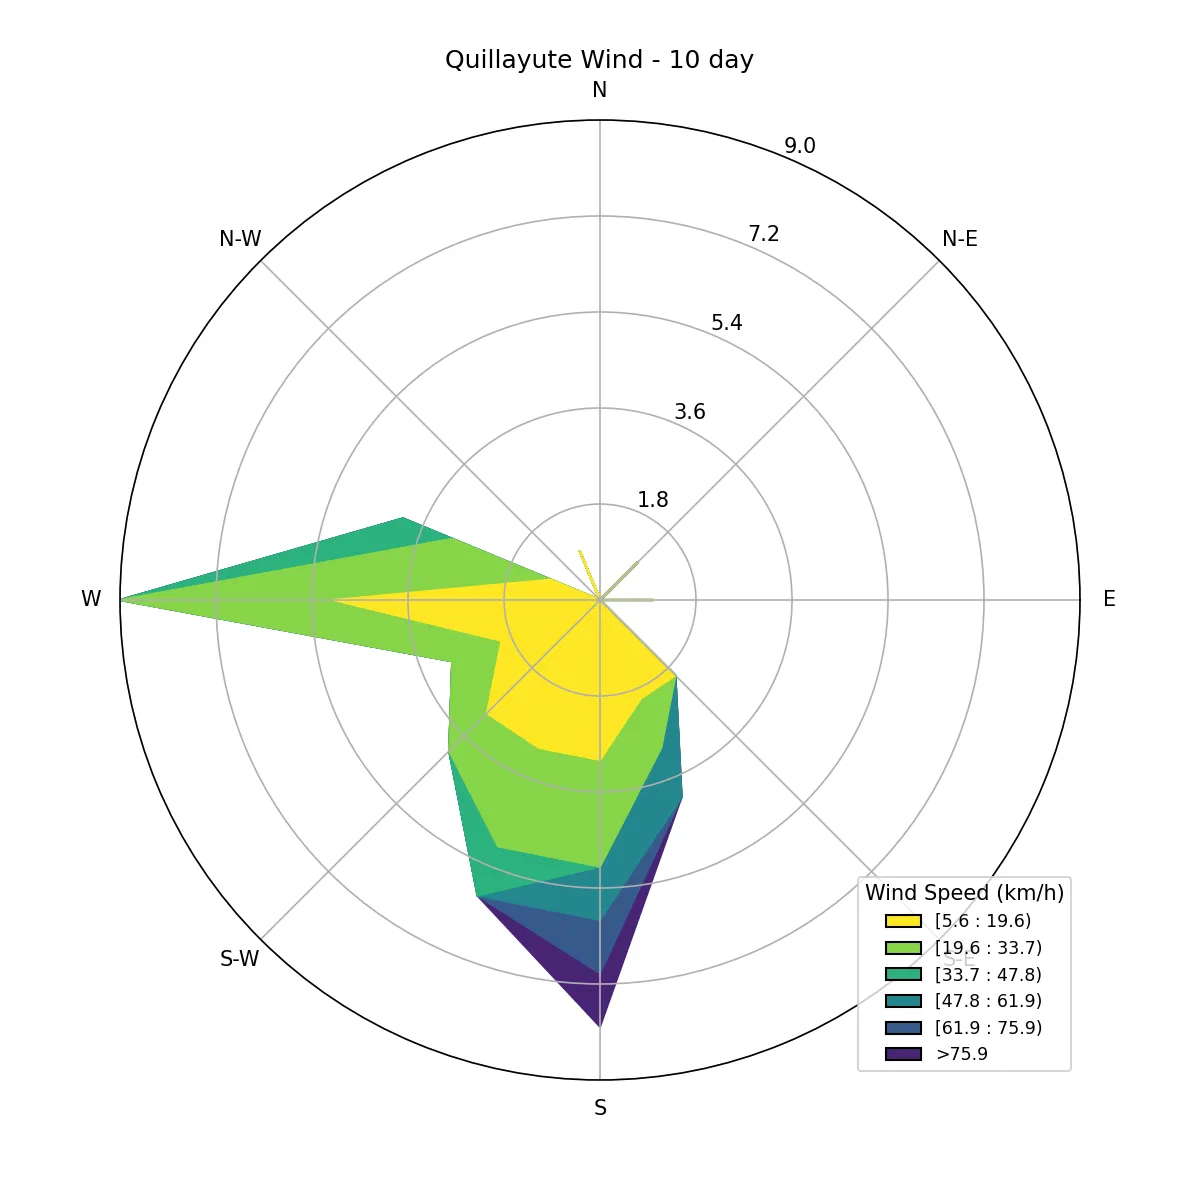 Quillayute Wind - 10 day
N
9.0
7.2
N-W
N-E
5.4
3.6
1.8
W
E
Wind Speed (km/h)
[5.6 : 19.6)
[19.6 : 33.7)
[33.7 : 47.8)
[47.8 : 61.9)
[61.9 : 75.9)
>75.9
S-W
S-E
S